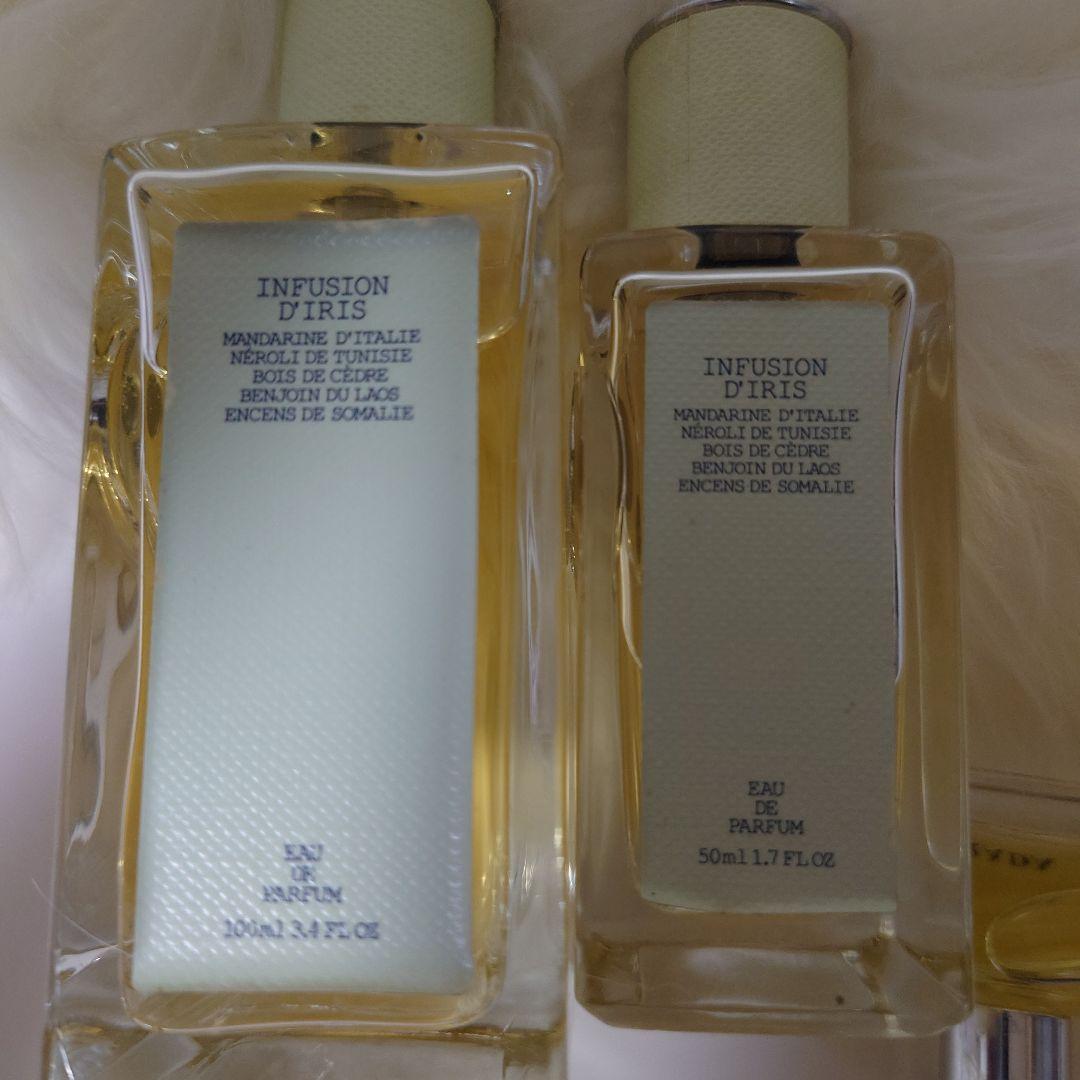 INFUSION
D'IRIS
MANDARINE D'ITALIE
NÉROLI DE TUNISIE
BOIS DE CÈDRE
BENJOIN DU LAOS
ENCENS DE SOMALIE
EAU
DE
PARFUM
100ml 3.4 FL OZ
INFUSION
D'IRIS
MANDARINE D'ITALIE
NÉROLI DE TUNISIE
BOIS DE CÈDRE
BENJOIN DU LAOS
ENCENS DE SOMALIE
EAU
DE
PARFUM
50ml 1.7 FL OZ